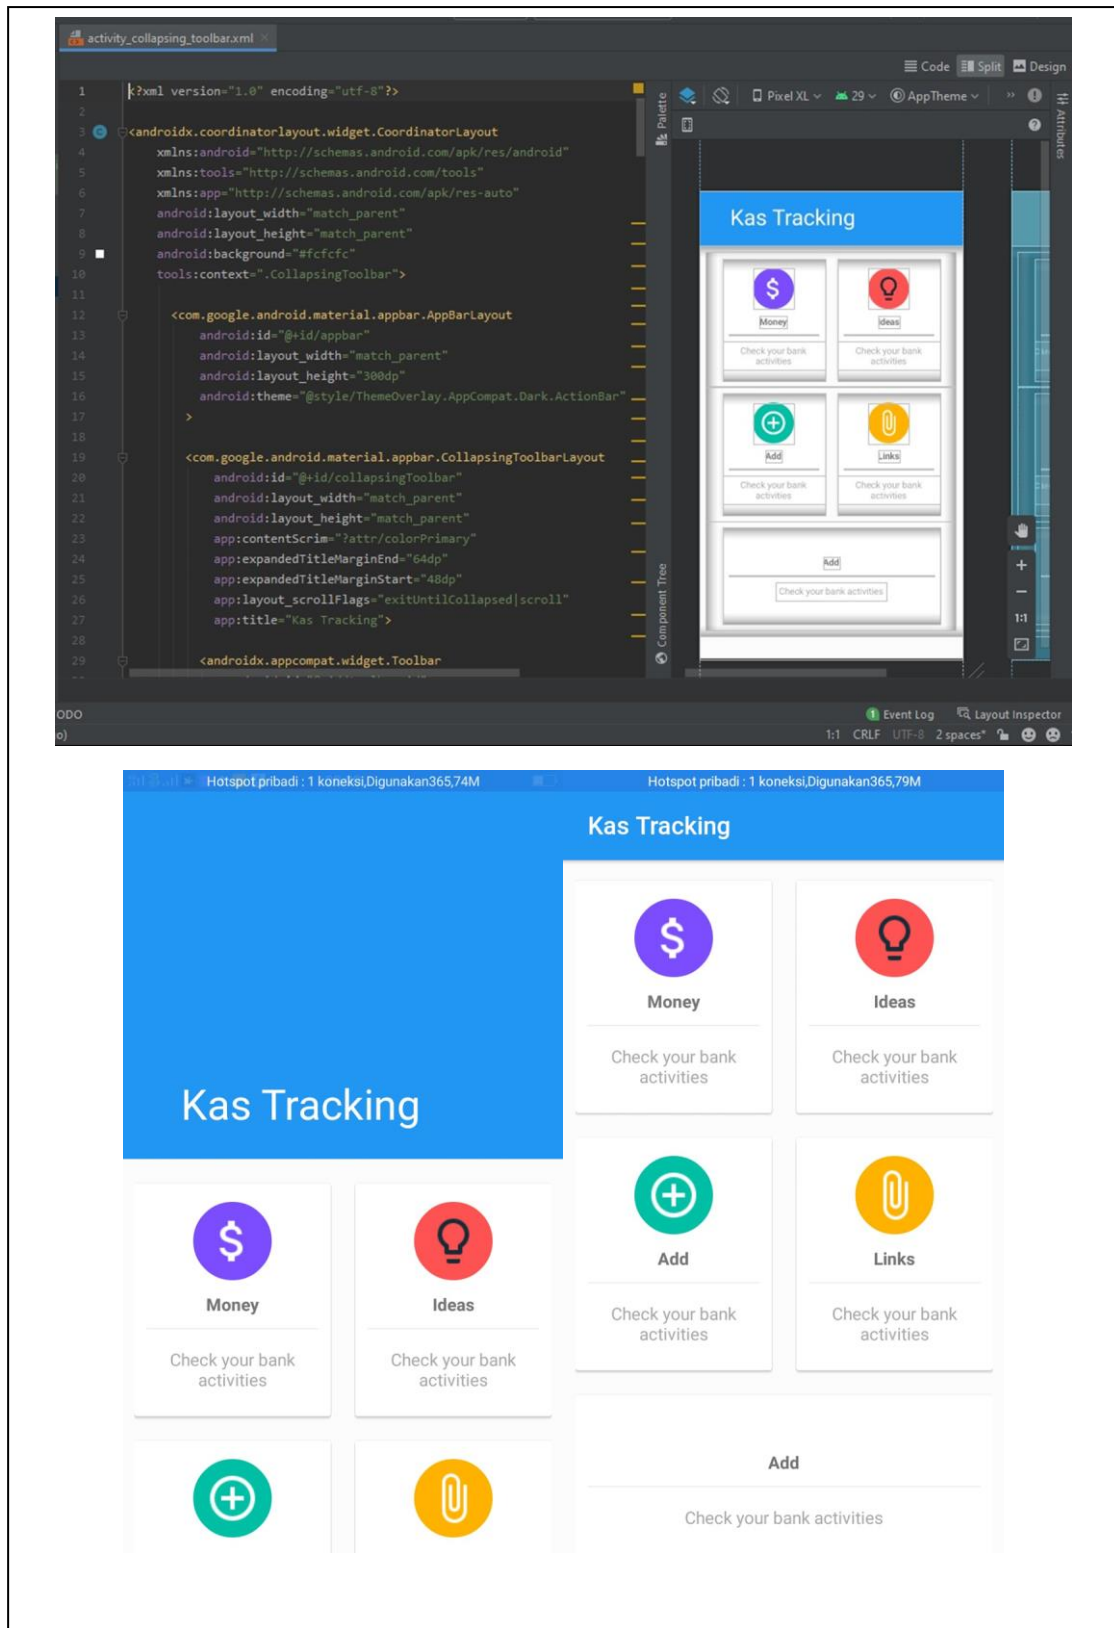 activity_collapsing_toolbar.xml
Code Split Design
Palette
Pixel XL 29 AppTheme
Attributes
1 <?xml version="1.0" encoding="utf-8"?>
2
3 <androidx.coordinatorlayout.widget.CoordinatorLayout
4 xmlns:android="http://schemas.android.com/apk/res/android"
5 xmlns:tools="http://schemas.android.com/tools"
6 xmlns:app="http://schemas.android.com/apk/res-auto"
7 android:layout_width="match_parent"
8 android:layout_height="match_parent"
9 android:background="#fcfcfc"
10 tools:context=".CollapsingToolbar">
11
12 <com.google.android.material.appbar.AppBarLayout
13 android:id="@+id/appbar"
14 android:layout_width="match_parent"
15 android:layout_height="300dp"
16 android:theme="@style/ThemeOverlay.AppCompat.Dark.ActionBar"
17 >
18
19 <com.google.android.material.appbar.CollapsingToolbarLayout
20 android:id="@+id/collapsingToolbar"
21 android:layout_width="match_parent"
22 android:layout_height="match_parent"
23 app:contentScrim="?attr/colorPrimary"
24 app:expandedTitleMarginEnd="64dp"
25 app:expandedTitleMarginStart="48dp"
26 app:layout_scrollFlags="exitUntilCollapsed|scroll"
27 app:title="Kas Tracking">
28
29 <androidx.appcompat.widget.Toolbar
Component Tree
Kas Tracking
Money Ideas
Check your bank Check your bank
activities activities
Add Links
Check your bank Check your bank
activities activities
Add
Check your bank activities
1:1
ODO
1 Event Log Layout Inspector
o) 1:1 CRLF UTF-8 2 spaces*
Hotspot pribadi : 1 koneksi,Digunakan365,74M
Kas Tracking
Money Ideas
Check your bank Check your bank
activities activities
Hotspot pribadi : 1 koneksi,Digunakan365,79M
Kas Tracking
Money Ideas
Check your bank Check your bank
activities activities
Add Links
Check your bank Check your bank
activities activities
Add
Check your bank activities